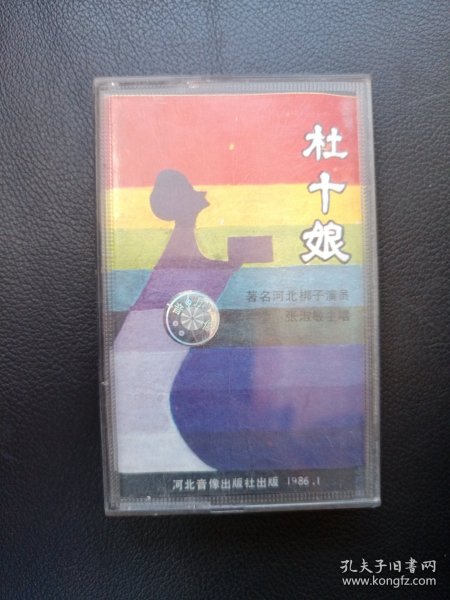 杜十娘
著名河北梆子演员
张淑敏主唱
河北音像出版社出版 1986.1
孔夫子旧书网
www.kongfz.com